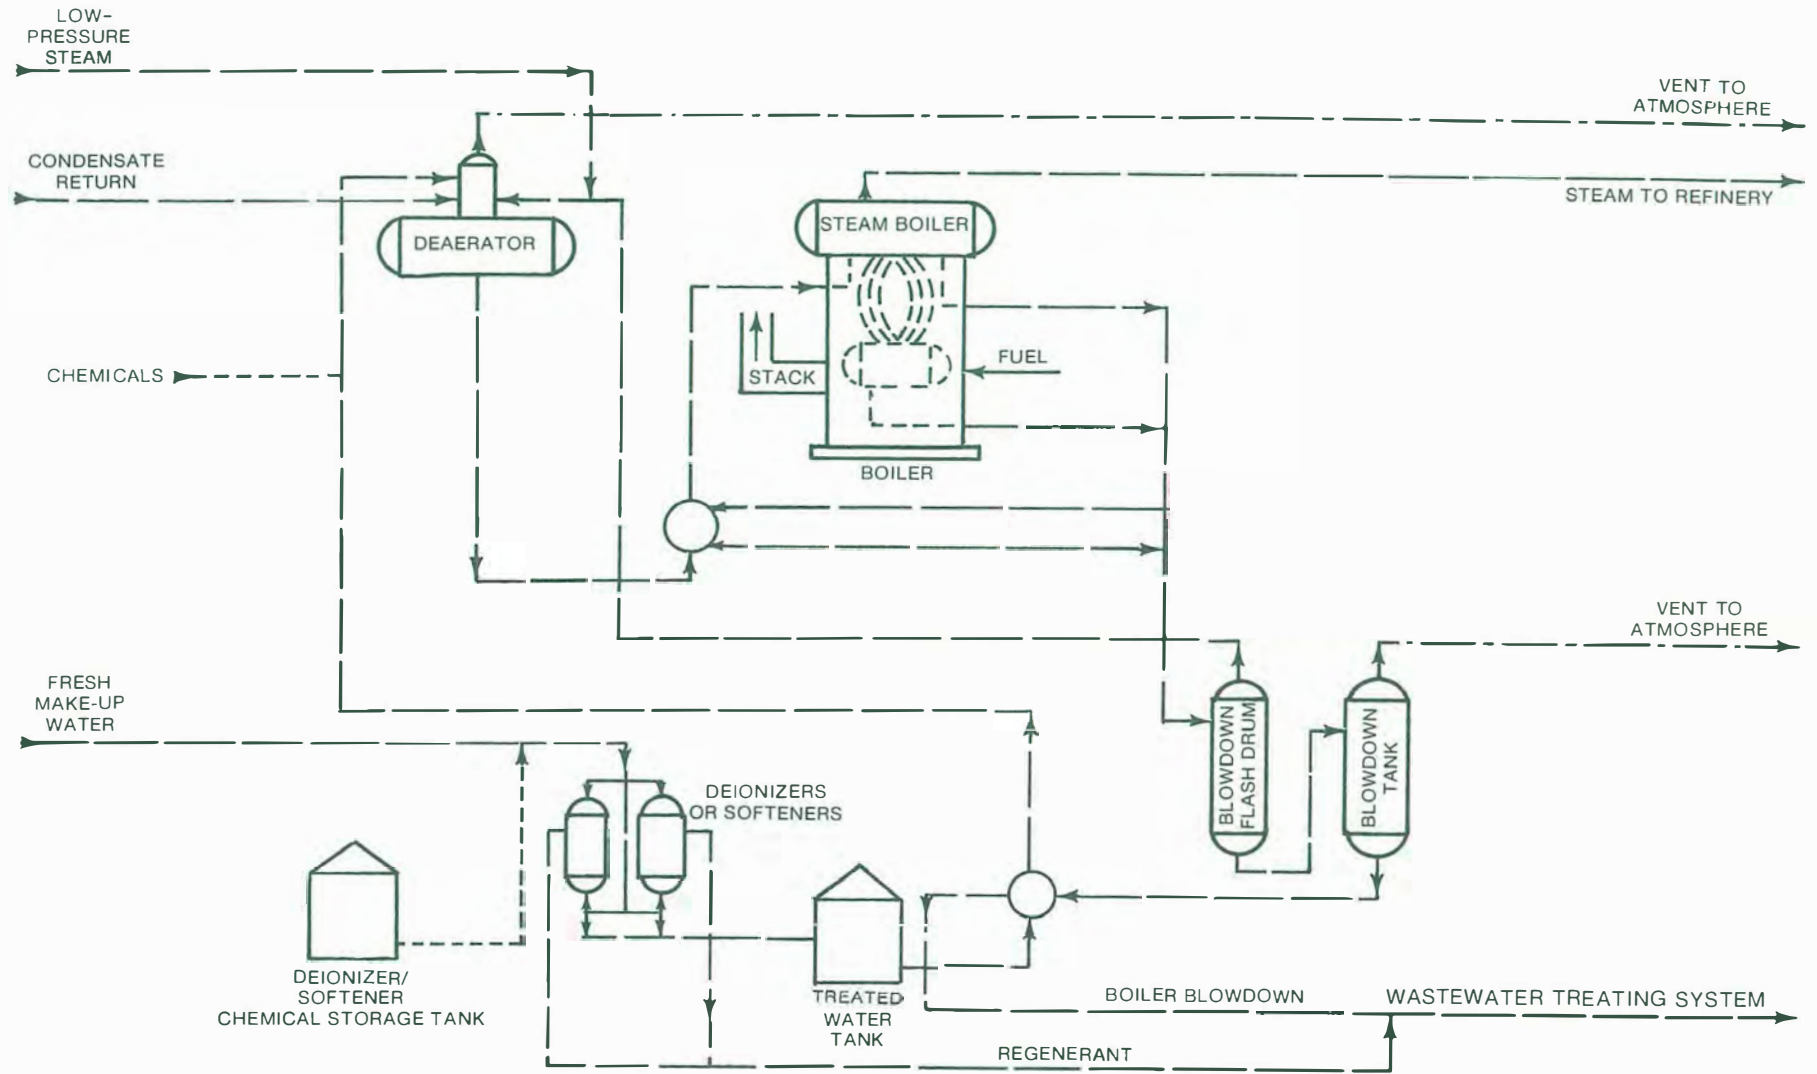 LOW-
PRESSURE
STEAM
VENT TO
ATMOSPHERE
CONDENSATE
RETURN
STEAM TO REFINERY
STEAM BOILER
DEAERATOR
CHEMICALS
STACK
FUEL
BOILER
VENT TO
ATMOSPHERE
FRESH
MAKE-UP
WATER
BLOWDOWN
FLASH DRUM
BLOWDOWN
TANK
DEIONIZERS
OR SOFTENERS
DEIONIZER/
SOFTENER
CHEMICAL STORAGE TANK
TREATED
WATER
TANK
BOILER BLOWDOWN
WASTEWATER TREATING SYSTEM
REGENERANT